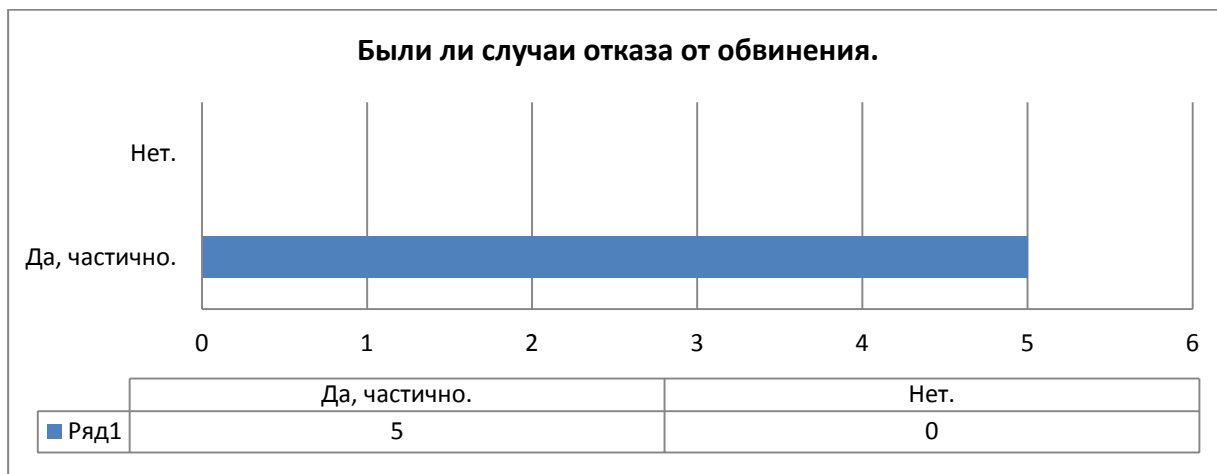 Были ли случаи отказа от обвинения.
Нет.
Да, частично.
0 1 2 3 4 5 6
Да, частично. Нет.
Ряд1 5 0